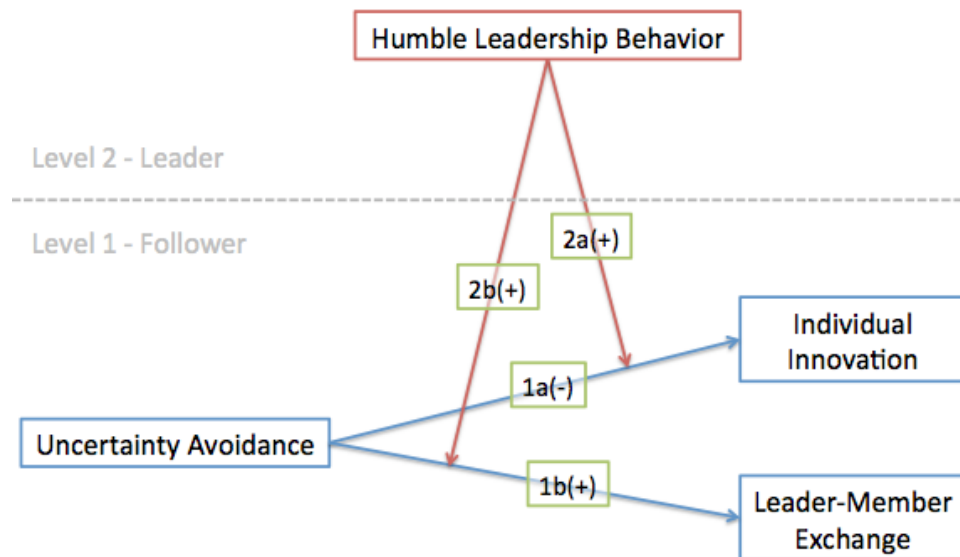 Humble Leadership Behavior
Level 2 - Leader
Level 1 - Follower
2a(+)
2b(+)
Individual
Innovation
1a(-)
Uncertainty Avoidance
1b(+)
Leader-Member
Exchange